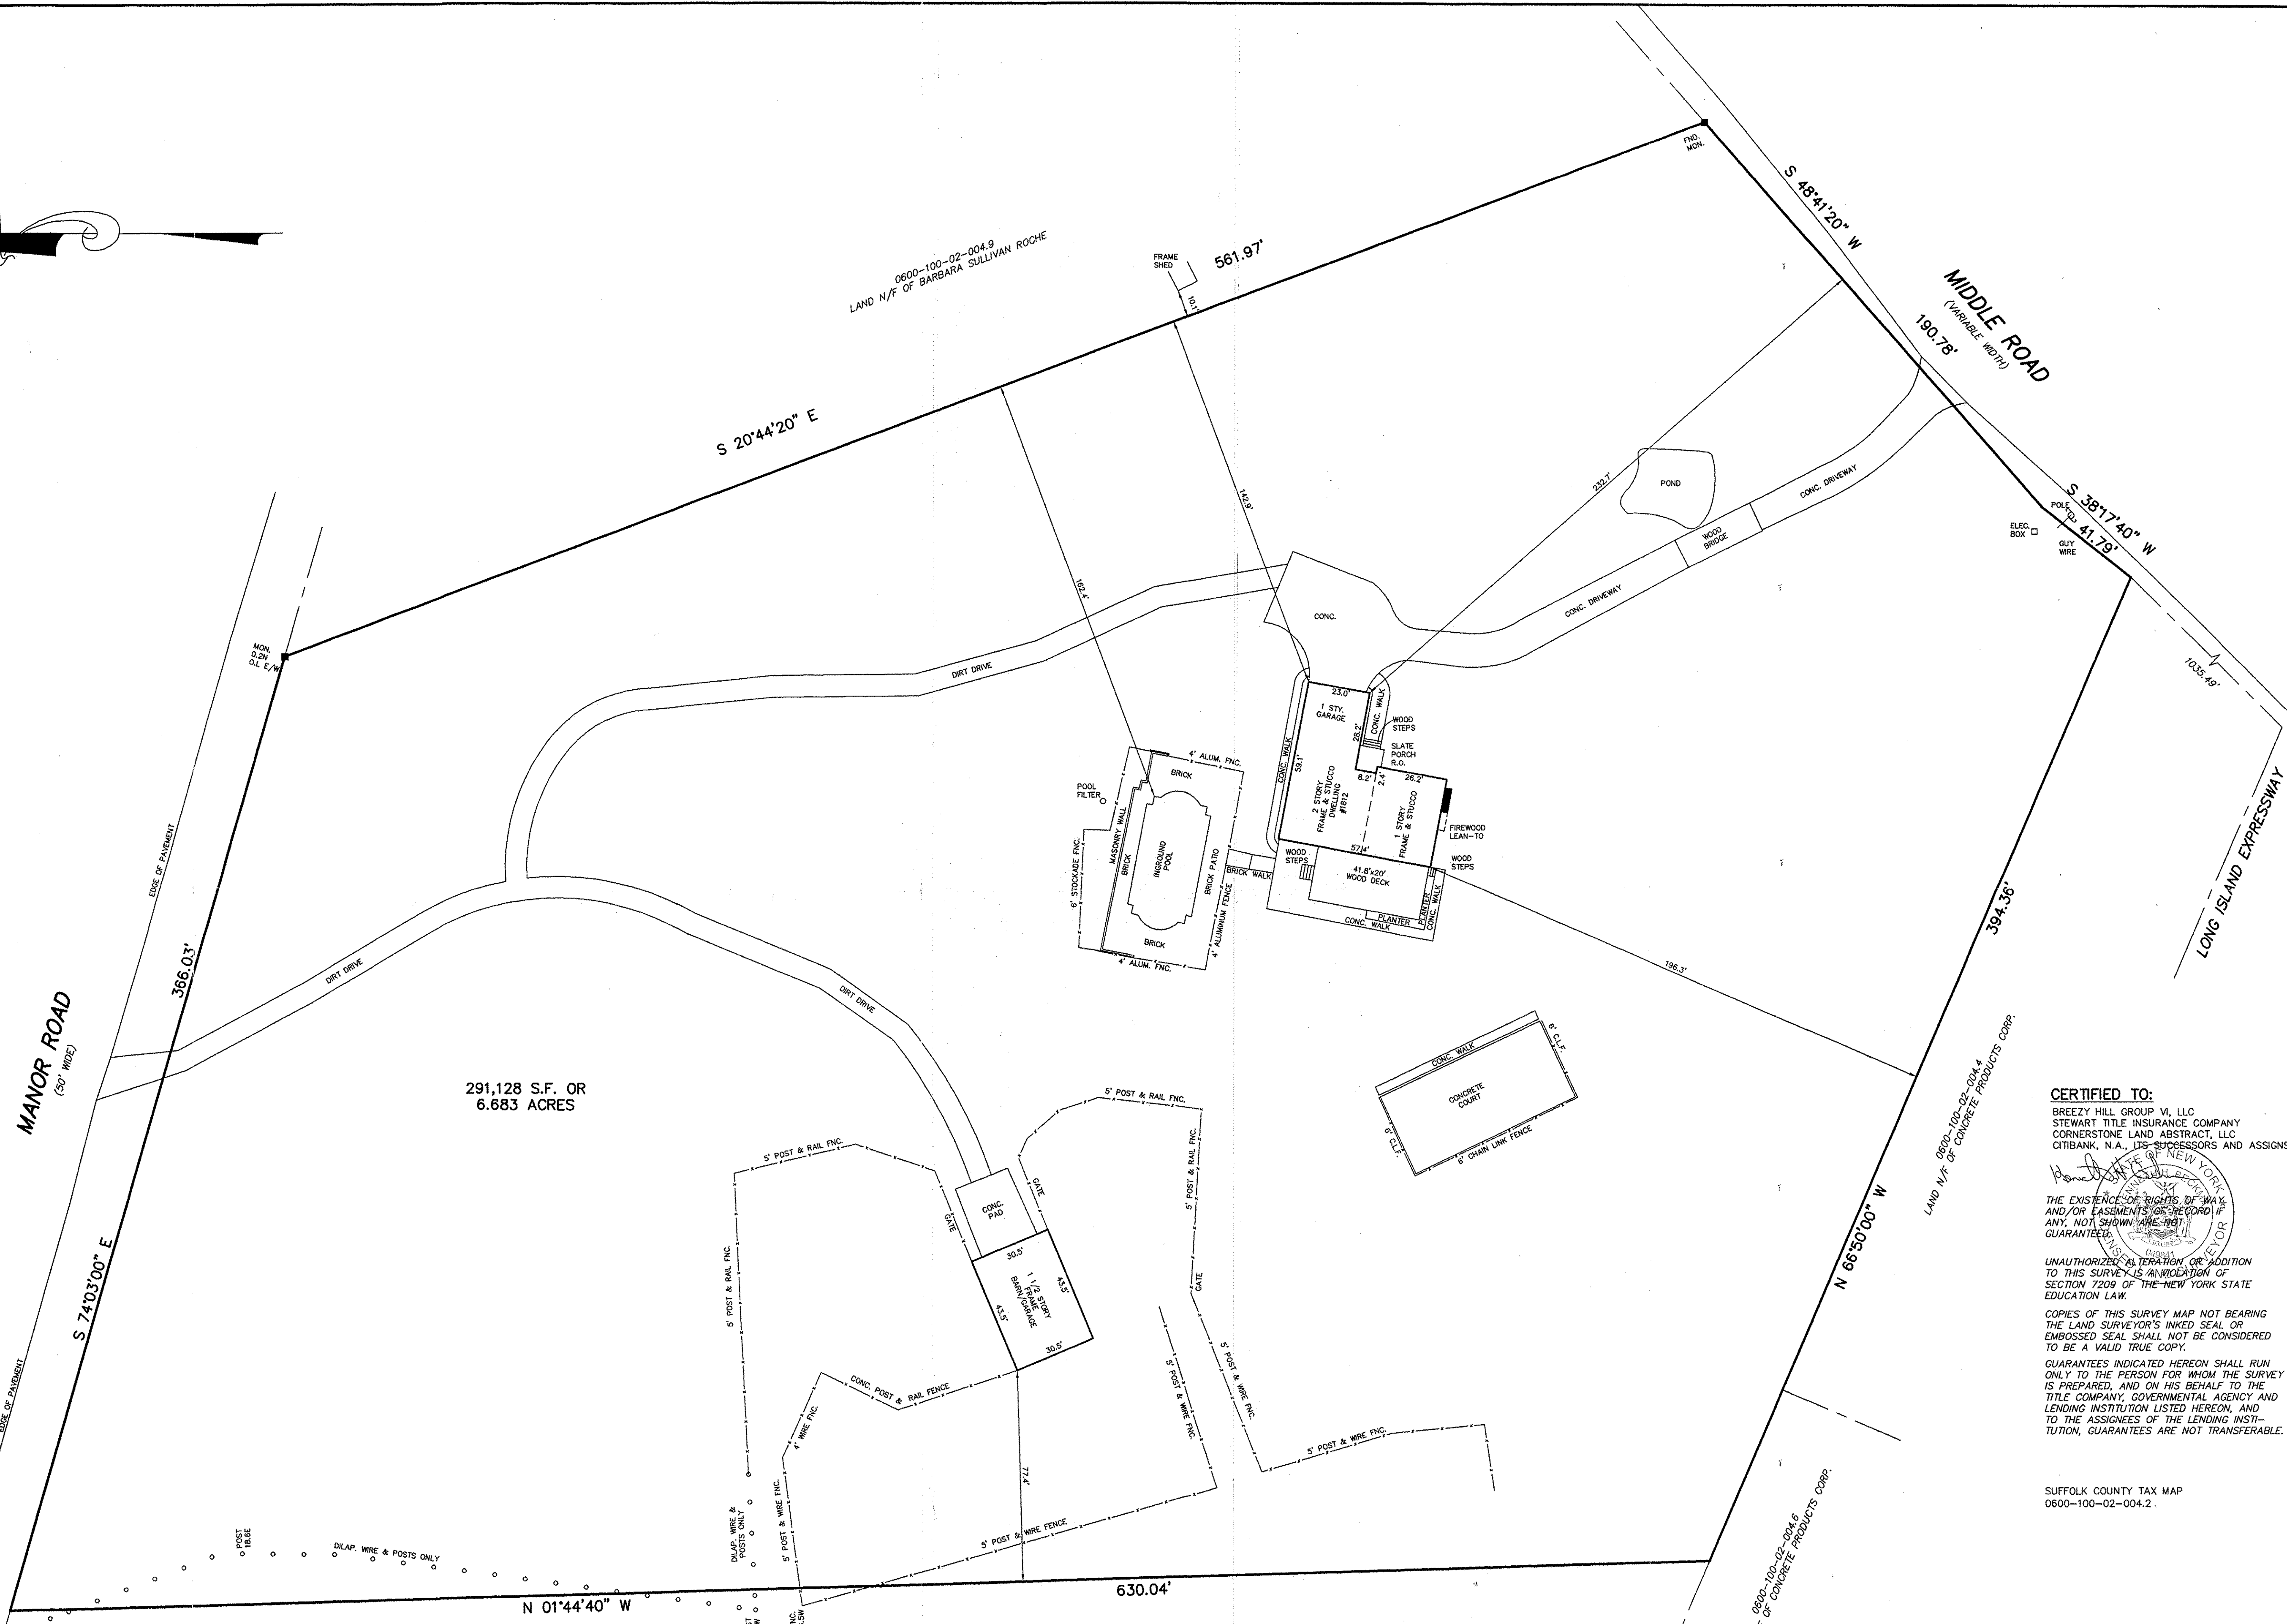 FND.
MON.
S 48°41'20" W
MIDDLE ROAD
(VARIABLE WIDTH)
190.78'
0600-100-02-004.9
LAND N/F OF BARBARA SULLIVAN ROCHE
FRAME
SHED
10.1'
561.97'
S 20°44'20" E
142.9'
162.4'
232.7'
POND
CONC. DRIVEWAY
WOOD
BRIDGE
CONC. DRIVEWAY
POLE
S 38°17'40" W
41.79'
ELEC.
BOX
GUY
WIRE
1035.49'
LONG ISLAND EXPRESSWAY
MON.
0.2N
O.L E/W
EDGE OF PAVEMENT
DIRT DRIVE
CONC.
23.0'
1 STY.
GARAGE
CONC. WALK
WOOD
STEPS
28.2'
SLATE
PORCH
R.O.
CONC. WALK
59.1'
8.2'
2.4'
26.2'
2 STORY
FRAME & STUCCO
DWELLING
#1812
1 STORY
FRAME & STUCCO
FIREWOOD
LEAN-TO
57.4'
WOOD
STEPS
WOOD
STEPS
41.8'x20'
WOOD DECK
PLANTER
PLANTER
CONC. WALK
CONC. WALK
4' ALUM. FNC.
BRICK
POOL
FILTER
MASONRY WALL
BRICK
INGROUND
POOL
BRICK PATIO
6' STOCKADE FNC.
BRICK WALK
4' ALUMINUM FENCE
BRICK
4' ALUM. FNC.
196.3'
394.36'
366.03'
DIRT DRIVE
DIRT DRIVE
MANOR ROAD
(50' WIDE)
291,128 S.F. OR
6.683 ACRES
S 74°03'00" E
EDGE OF PAVEMENT
CONC. WALK
6' C.L.F.
CONCRETE
COURT
6' C.L.F.
6' CHAIN LINK FENCE
5' POST & RAIL FNC.
5' POST & RAIL FNC.
5' POST & RAIL FNC.
5' POST & RAIL FNC.
GATE
GATE
GATE
CONC.
PAD
30.5'
1 1/2 STORY
FRAME
BARN/GARAGE
43.5'
43.5'
30.5'
CONC. POST & RAIL FENCE
4' WIRE FNC.
5' POST & WIRE FNC.
5' POST & WIRE FNC.
5' POST & WIRE FNC.
5' POST & WIRE FNC.
5' POST & WIRE FENCE
77.4'
DILAP. WIRE &
POSTS ONLY
POST
18.6E
DILAP. WIRE & POSTS ONLY
N 01°44'40" W
630.04'
N 66°50'00" W
0600-100-02-004.4
LAND N/F OF CONCRETE PRODUCTS CORP.
0600-100-02-004.6
OF CONCRETE PRODUCTS CORP.
CERTIFIED TO:
BREEZY HILL GROUP VI, LLC
STEWART TITLE INSURANCE COMPANY
CORNERSTONE LAND ABSTRACT, LLC
CITIBANK, N.A., ITS SUCCESSORS AND ASSIGNS
STATE OF NEW YORK
049841
THE EXISTENCE OF RIGHTS OF WAY
AND/OR EASEMENTS OF RECORD IF
ANY, NOT SHOWN ARE NOT
GUARANTEED.
UNAUTHORIZED ALTERATION OR ADDITION
TO THIS SURVEY IS A VIOLATION OF
SECTION 7209 OF THE NEW YORK STATE
EDUCATION LAW.
COPIES OF THIS SURVEY MAP NOT BEARING
THE LAND SURVEYOR'S INKED SEAL OR
EMBOSSED SEAL SHALL NOT BE CONSIDERED
TO BE A VALID TRUE COPY.
GUARANTEES INDICATED HEREON SHALL RUN
ONLY TO THE PERSON FOR WHOM THE SURVEY
IS PREPARED, AND ON HIS BEHALF TO THE
TITLE COMPANY, GOVERNMENTAL AGENCY AND
LENDING INSTITUTION LISTED HEREON, AND
TO THE ASSIGNEES OF THE LENDING INSTI-
TUTION, GUARANTEES ARE NOT TRANSFERABLE.
SUFFOLK COUNTY TAX MAP
0600-100-02-004.2